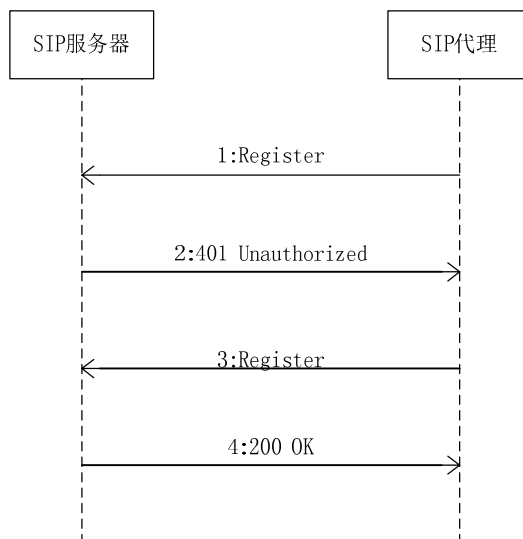 SIP服务器
SIP代理
1:Register
2:401 Unauthorized
3:Register
4:200 OK